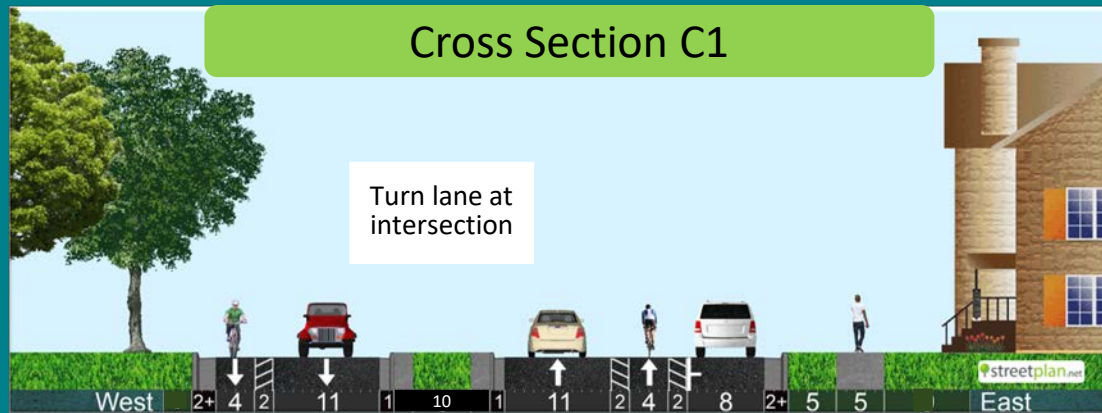 Cross Section C1
Turn lane at
intersection
streetplan.net
West 2+ 4 2 11 1 10 1 11 2 4 2 8 2+ 5 5 East